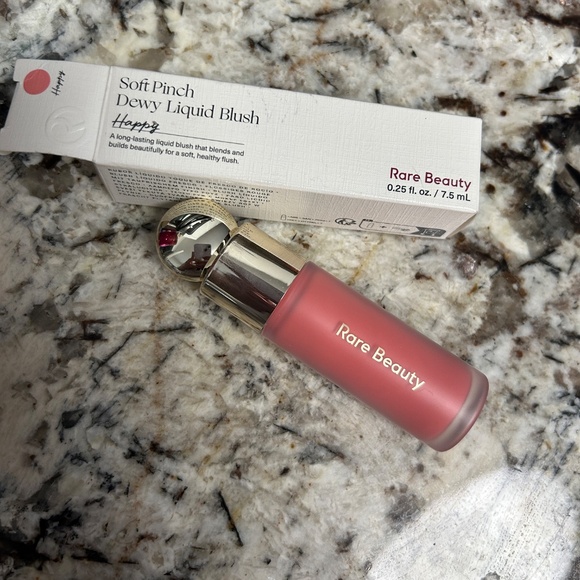 Happy
Soft Pinch
Dewy Liquid Blush
Happy
A long-lasting liquid blush that blends and
builds beautifully for a soft, healthy flush.
Rare Beauty
0.25 fl. oz. / 7.5 mL
Rare Beauty